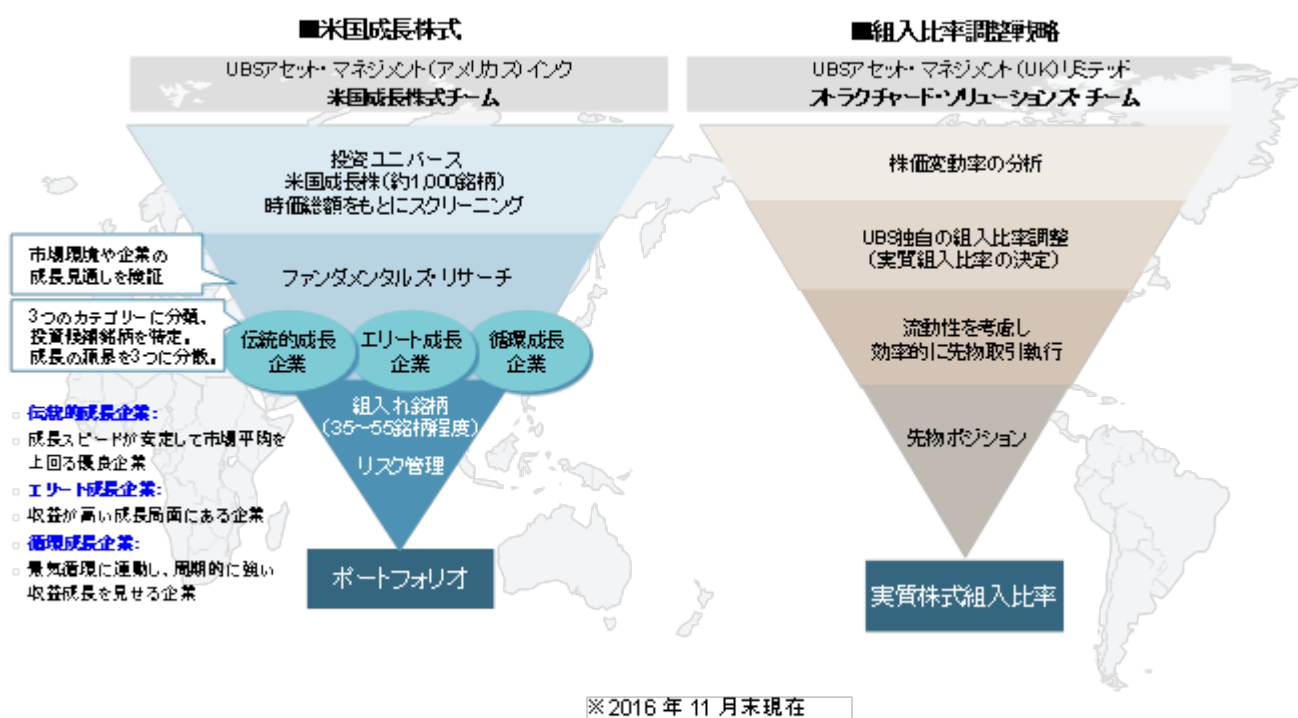 ■米国成長株式
UBSアセット・マネジメント(アメリカス)インク
米国成長株式チーム
投資ユニバース
米国成長株(約1,000銘柄)
時価総額をもとにスクリーニング
市場環境や企業の
成長見通しを検証
ファンダメンタルズ・リサーチ
3つのカテゴリーに分類、
投資候補銘柄を特定。
成長の源泉を3つに分散。
伝統的成長
企業
エリート成長
企業
循環成長
企業
組入れ銘柄
(35～55銘柄程度)
リスク管理
ポートフォリオ
伝統的成長企業:
成長スピードが安定して市場平均を
上回る優良企業
エリート成長企業:
収益が高い成長局面にある企業
循環成長企業:
景気循環に連動し、周期的に強い
収益成長を見せる企業
■組入比率調整戦略
UBSアセット・マネジメント(UK)リミテッド
ストラクチャード・ソリューションズ・チーム
株価変動率の分析
UBS独自の組入比率調整
(実質組入比率の決定)
流動性を考慮し
効率的に先物取引執行
先物ポジション
実質株式組入比率
※2016年11月末現在